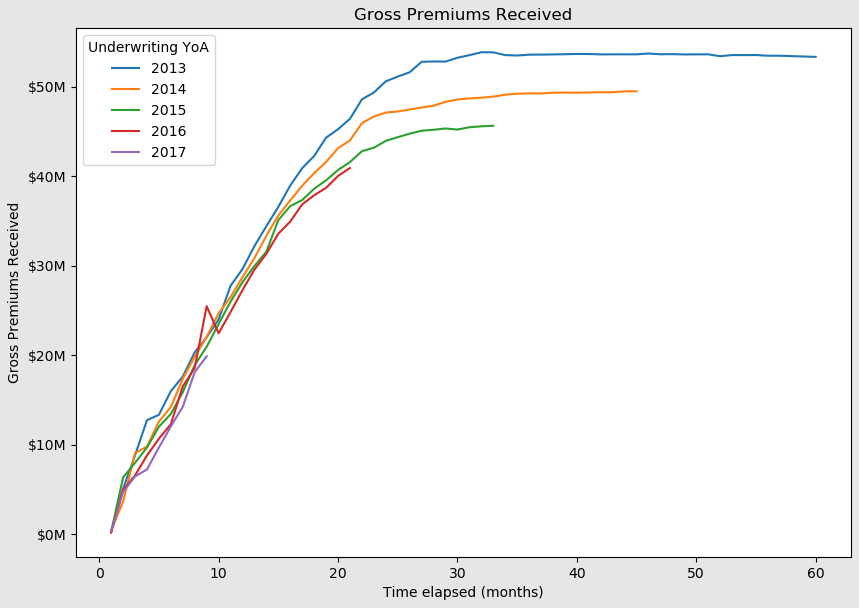 Gross Premiums Received
Underwriting YoA
2013
2014
2015
2016
2017
$50M
$40M
$30M
$20M
$10M
$0M
Gross Premiums Received
0 10 20 30 40 50 60
Time elapsed (months)